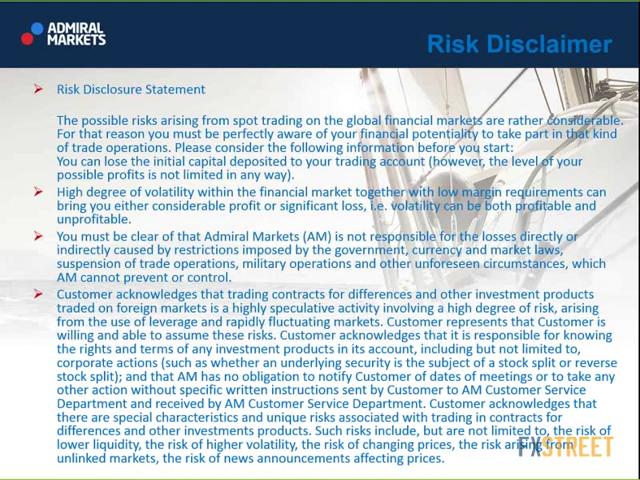 ADMIRAL
MARKETS
Risk Disclaimer
Risk Disclosure Statement
The possible risks arising from spot trading on the global financial markets are rather considerable.
For that reason you must be perfectly aware of your financial potentiality to take part in that kind
of trade operations. Please consider the following information before you start:
You can lose the initial capital deposited to your trading account (however, the level of your
possible profits is not limited in any way).
High degree of volatility within the financial market together with low margin requirements can
bring you either considerable profit or significant loss, i.e. volatility can be both profitable and
unprofitable.
You must be clear of that Admiral Markets (AM) is not responsible for the losses directly or
indirectly caused by restrictions imposed by the government, currency and market laws,
suspension of trade operations, military operations and other unforeseen circumstances, which
AM cannot prevent or control.
Customer acknowledges that trading contracts for differences and other investment products
traded on foreign markets is a highly speculative activity involving a high degree of risk, arising
from the use of leverage and rapidly fluctuating markets. Customer represents that Customer is
willing and able to assume these risks. Customer acknowledges that it is responsible for knowing
the rights and terms of any investment products in its account, including but not limited to,
corporate actions (such as whether an underlying security is the subject of a stock split or reverse
stock split); and that AM has no obligation to notify Customer of dates of meetings or to take any
other action without specific written instructions sent by Customer to AM Customer Service
Department and received by AM Customer Service Department. Customer acknowledges that
there are special characteristics and unique risks associated with trading in contracts for
differences and other investments products. Such risks include, but are not limited to, the risk of
lower liquidity, the risk of higher volatility, the risk of changing prices, the risk arising from
unlinked markets, the risk of news announcements affecting prices.
FXSTREET